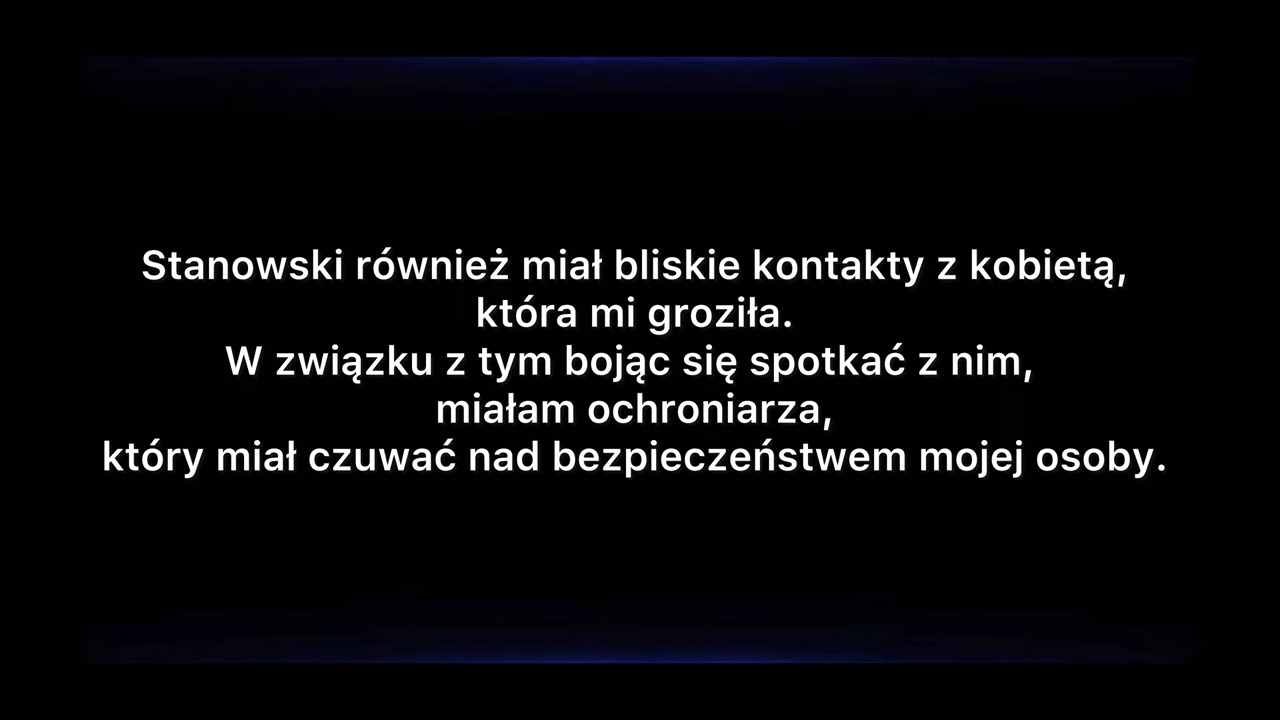 Stanowski również miał bliskie kontakty z kobietą,
która mi groziła.
W związku z tym bojąc się spotkać z nim,
miałam ochroniarza,
który miał czuwać nad bezpieczeństwem mojej osoby.